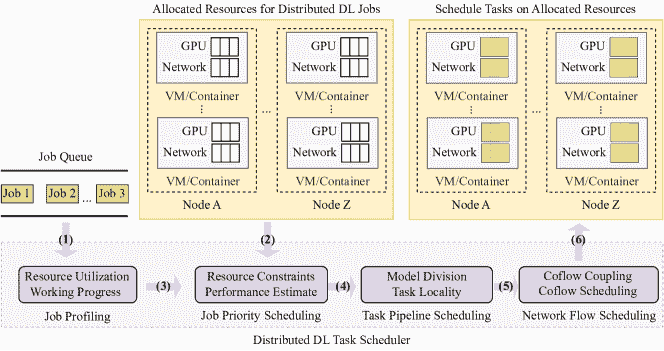 Allocated Resources for Distributed DL Jobs
GPU
Network
VM/Container
GPU
Network
VM/Container
Node A
...
GPU
Network
VM/Container
GPU
Network
VM/Container
Node Z
Schedule Tasks on Allocated Resources
GPU
Network
VM/Container
GPU
Network
VM/Container
Node A
...
GPU
Network
VM/Container
GPU
Network
VM/Container
Node Z
Job Queue
Job 1 Job 2 ... Job 3
(1)
(2)
(6)
Resource Utilization
Working Progress
Job Profiling
(3)
Resource Constraints
Performance Estimate
Job Priority Scheduling
(4)
Model Division
Task Locality
Task Pipeline Scheduling
(5)
Coflow Coupling
Coflow Scheduling
Network Flow Scheduling
Distributed DL Task Scheduler